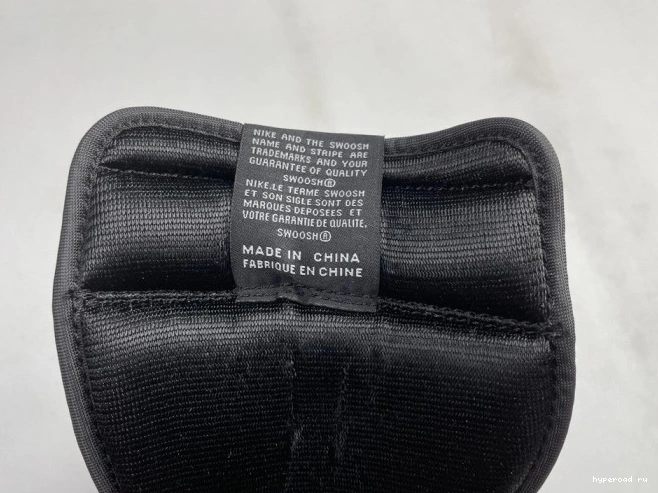 NIKE AND THE SWOOSH
NAME AND STRIPE ARE
TRADEMARKS AND YOUR
GUARANTEE OF QUALITY
SWOOSH®
NIKE.LE TERME SWOOSH
ET SON SIGLE SONT DES
MARQUES DEPOSEES ET
VOTRE GARANTIE DE QUALITE.
SWOOSH®
MADE IN CHINA
FABRIQUE EN CHINE
hyperoad ru